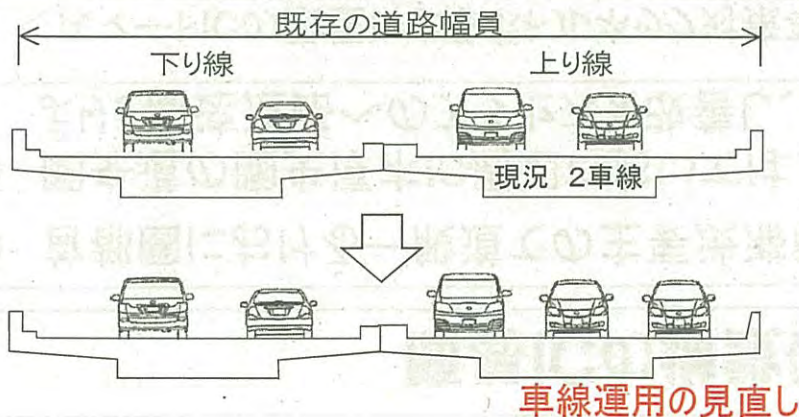 既存の道路幅員
下り線
上り線
現況 2車線
車線運用の見直し